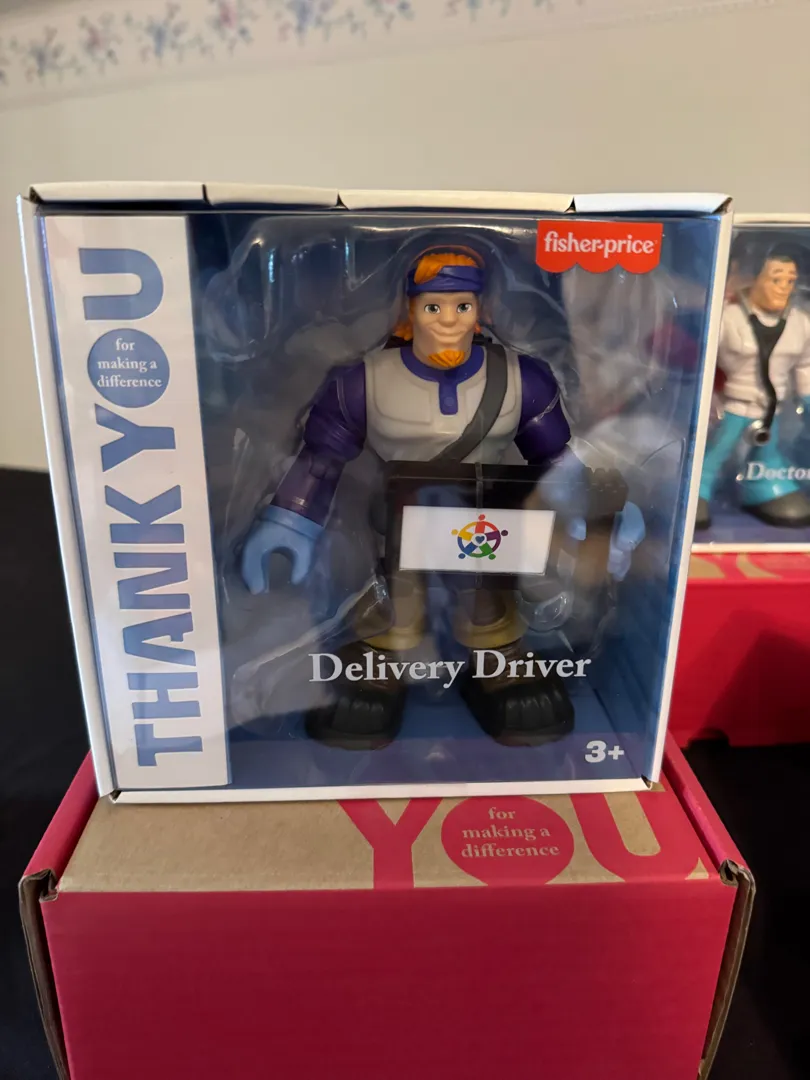 fisher-price
THANK YOU
for
making a
difference
Delivery Driver
3+
Doctor
YOU
for
making a
difference